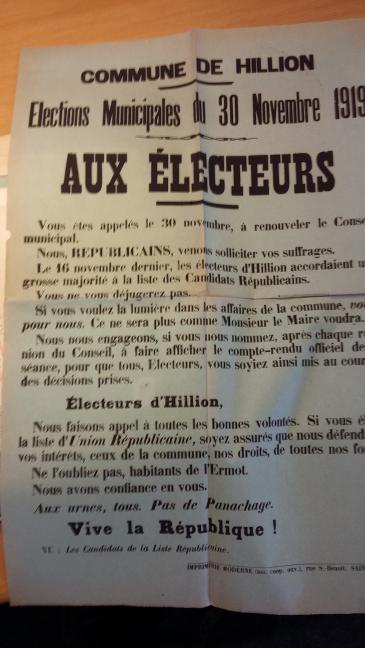 COMMUNE DE HILLION
Elections Municipales du 30 Novembre 1919
AUX ÉLECTEURS
Vous êtes appelés le 30 novembre, à renouveler le Conse
municipal.
Nous, REPUBLICAINS, venons solliciter vos suffrages.
Le 16 novembre dernier, les électeurs d'Hillion accordaient u
grosse majorité à la liste des Candidats Républicains.
Vous ne vous déjugerez pas.
Si vous voulez la lumière dans les affaires de la commune, vo
pour nous. Ce ne sera plus comme Monsieur le Maire voudra.
Nous nous engageons, si vous nous nommez, après chaque r
nion du Conseil, à faire afficher le compte-rendu officiel de
séance, pour que tous, Electeurs, vous soyiez ainsi mis au cour
des décisions prises.
Électeurs d'Hillion,
Nous faisons appel à toutes les bonnes volontés. Si vous é
la liste d'Union Républicaine, soyez assurés que nous défend
vos intérêts, ceux de la commune, nos droits, de toutes nos fo
Ne l'oubliez pas, habitants de l'Ermot.
Nous avons confiance en vous.
Aux urnes, tous. Pas de Panachage.
Vive la République !
VU : Les Candidats de la Liste Républicaine.
IMPRIMERIE MODERNE (Ass. coop. ouv.), rue S-Benoit, SAIN